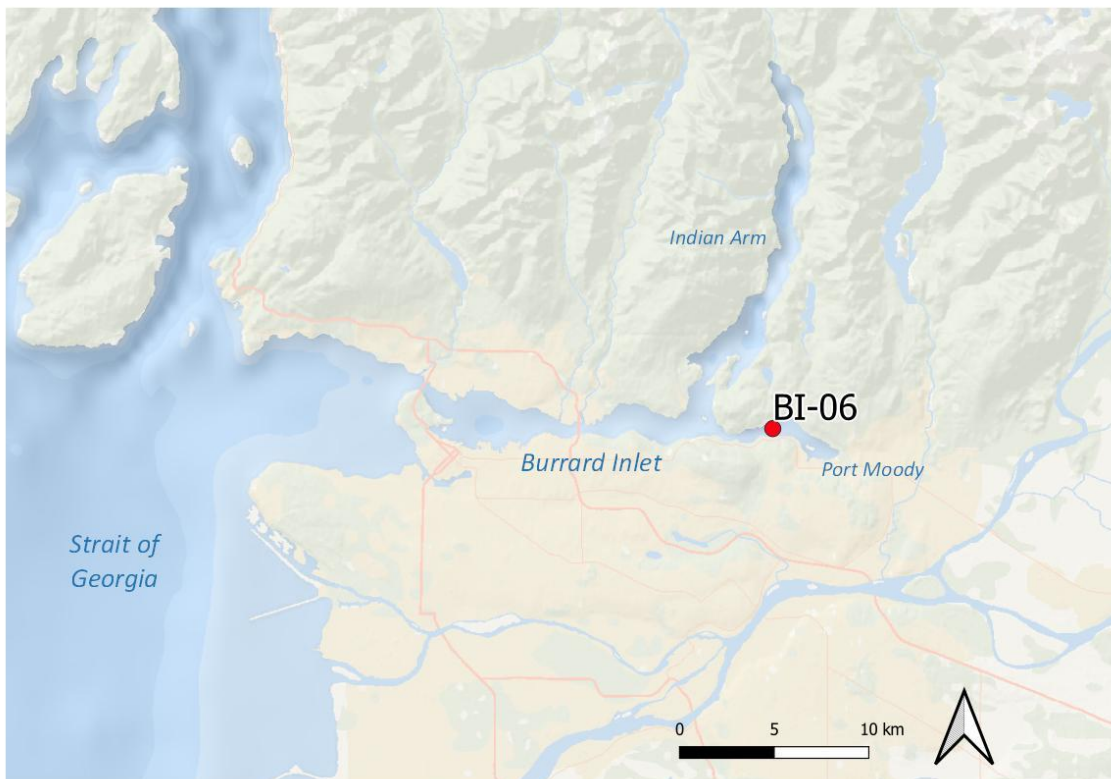 Indian Arm
BI-06
Burrard Inlet
Port Moody
Strait of
Georgia
0 5 10 km